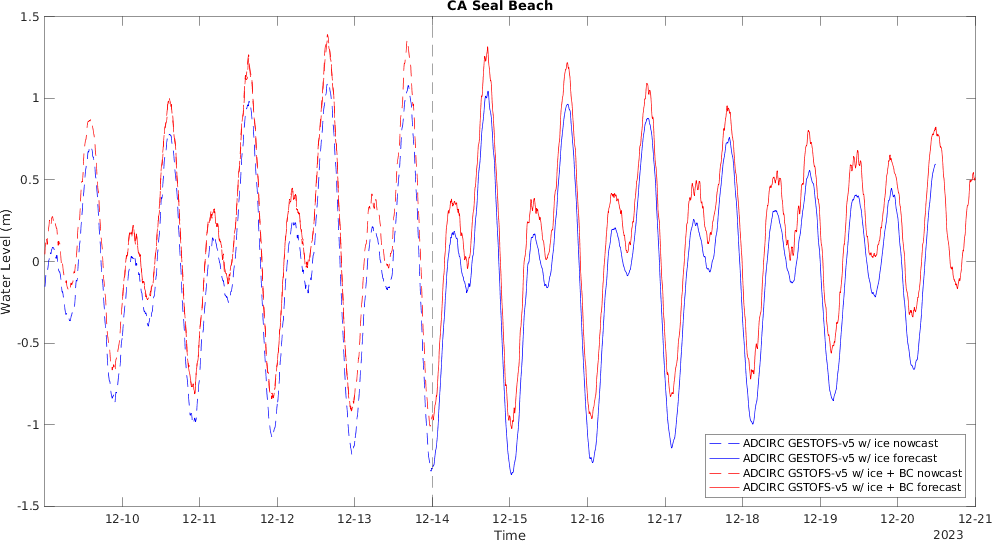 CA Seal Beach
1.5
1
0.5
0
-0.5
-1
-1.5
Water Level (m)
12-10 12-11 12-12 12-13 12-14 12-15 12-16 12-17 12-18 12-19 12-20 12-21
Time
2023
ADCIRC GESTOFS-v5 w/ ice nowcast
ADCIRC GESTOFS-v5 w/ ice forecast
ADCIRC GSTOFS-v5 w/ ice + BC nowcast
ADCIRC GSTOFS-v5 w/ ice + BC forecast